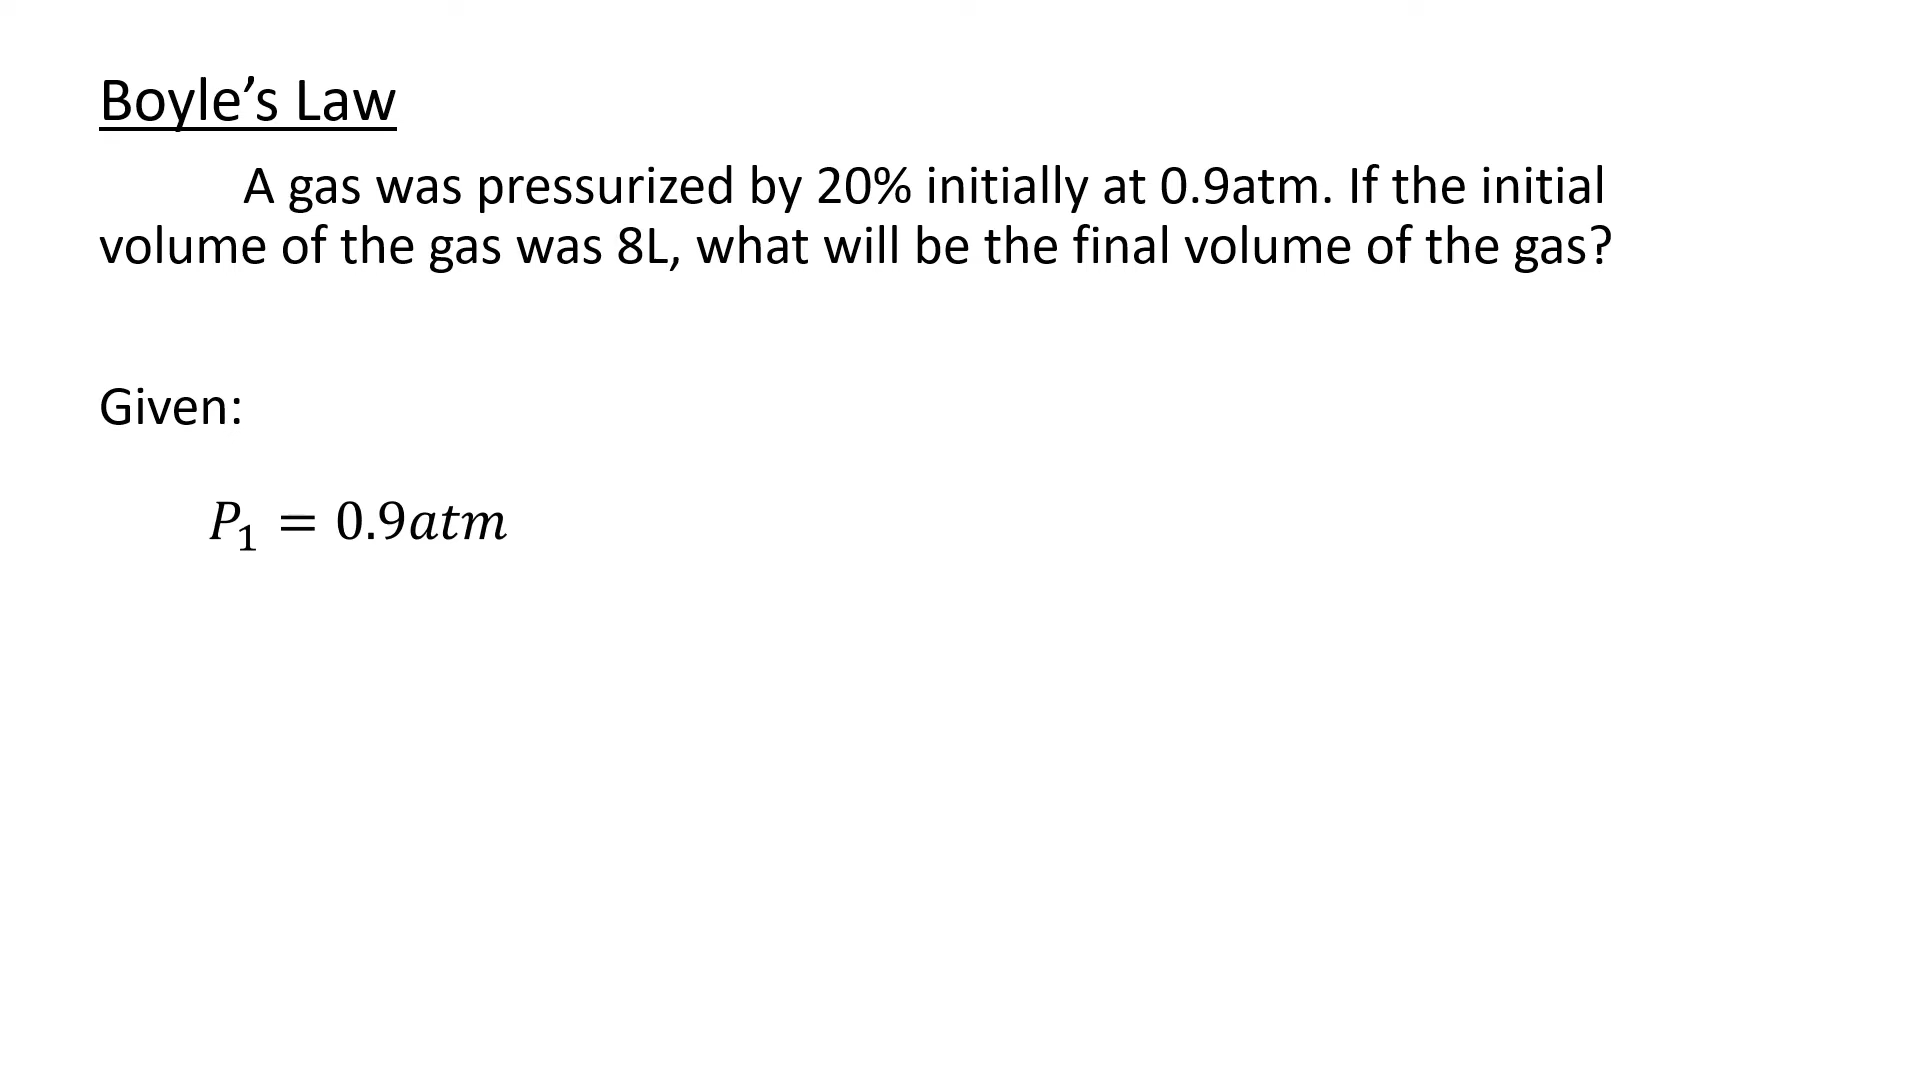 Boyle’s Law
A gas was pressurized by 20% initially at 0.9atm. If the initial
volume of the gas was 8L, what will be the final volume of the gas?
Given:
P₁ = 0.9atm